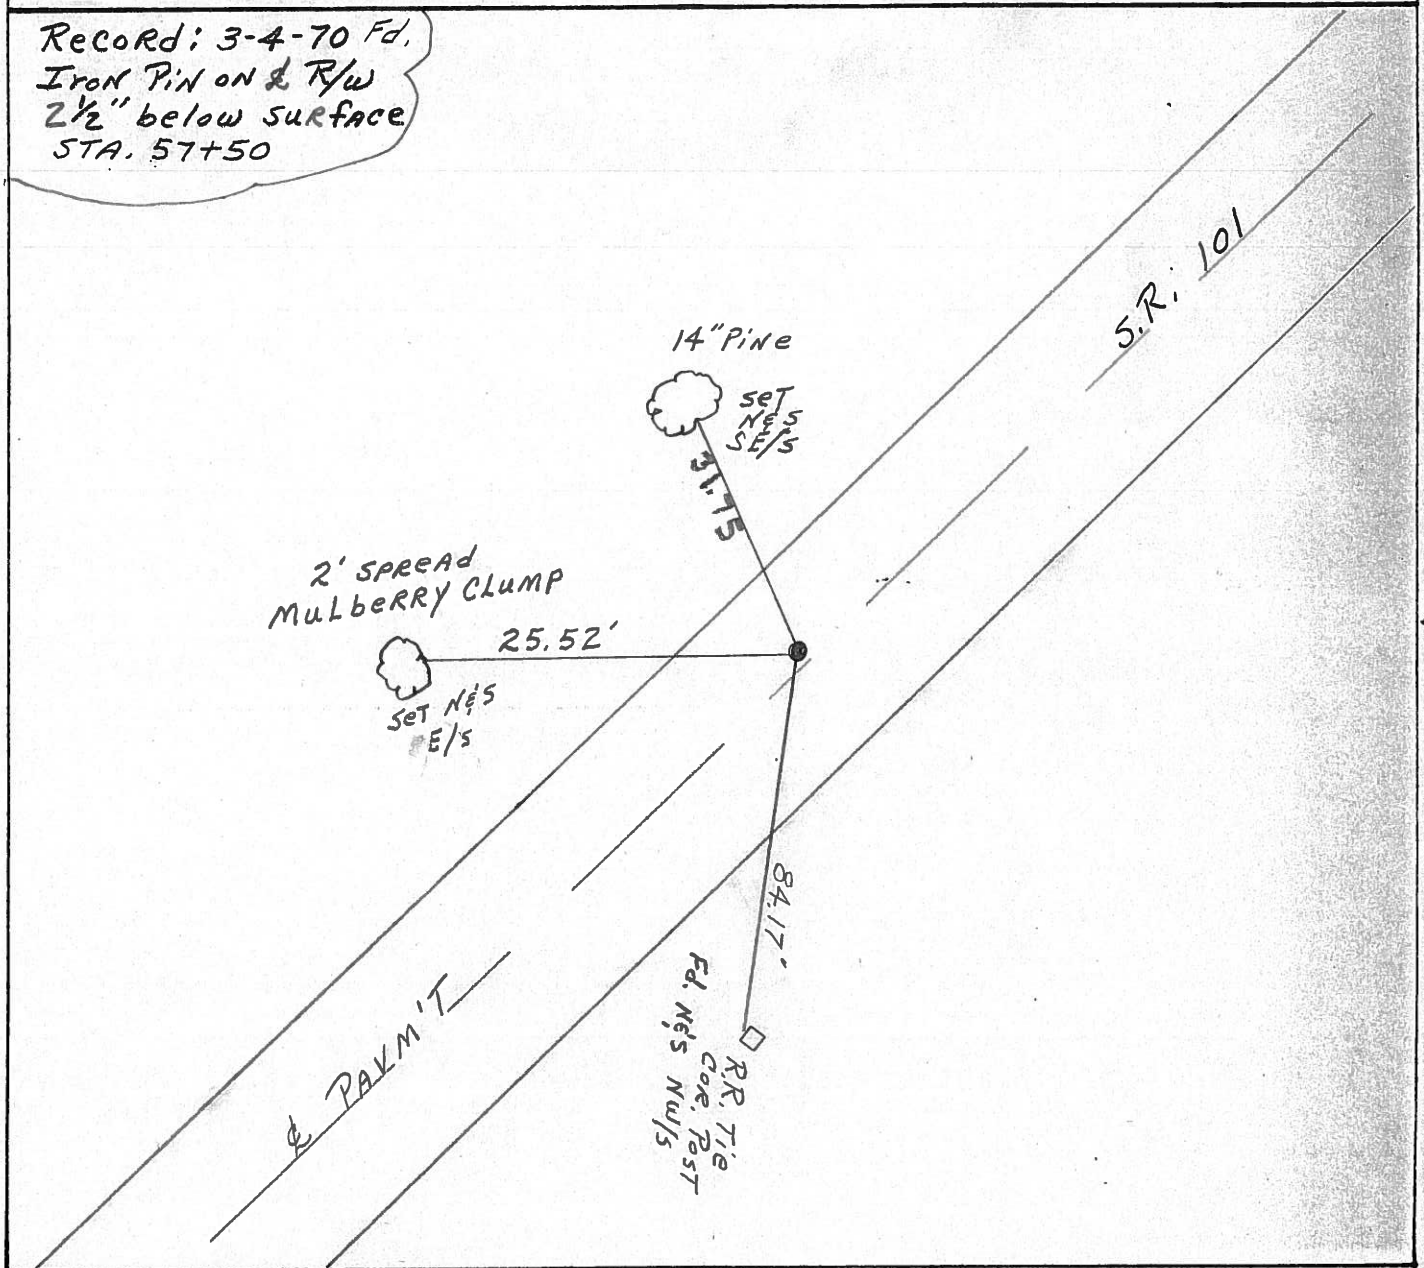 Record: 3-4-70 Fd.
Iron Pin on ℄ R/W
2½" below surface
STA. 57+50
S.R. 101
14" Pine
set
N&S
SE/S
31.75
2' SPREAD
MULBERRY CLUMP
25.52'
SET N&S
E/S
84.17'
℄ PAVM'T
R.R. Tie
COR. POST
Fd. N&S NW/S